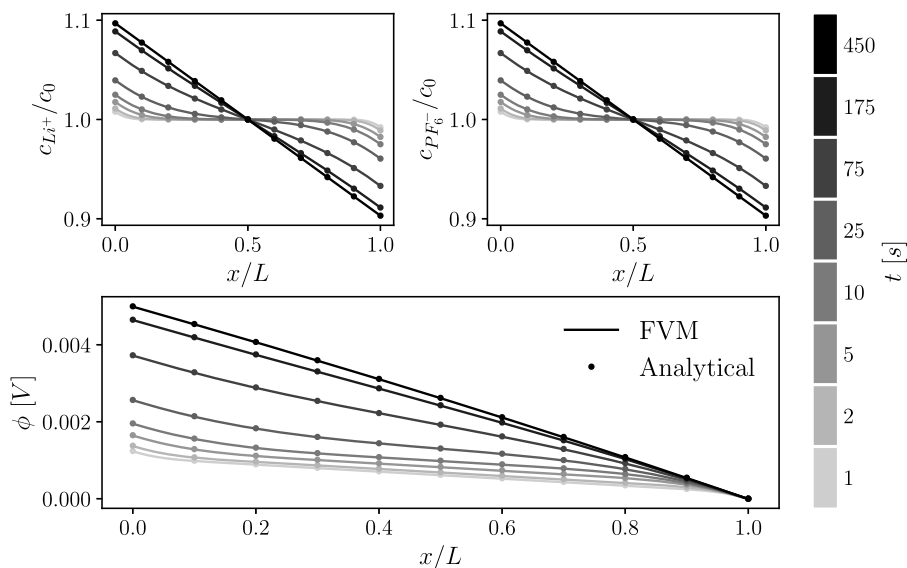 1.1
1.0
0.9
c_{Li^+}/c_0
0.0 0.5 1.0
x/L
1.1
1.0
0.9
c_{PF_6^-}/c_0
0.0 0.5 1.0
x/L
0.004
0.002
0.000
ϕ [V]
0.0 0.2 0.4 0.6 0.8 1.0
x/L
FVM
Analytical
450
175
75
25
10
5
2
1
t [s]